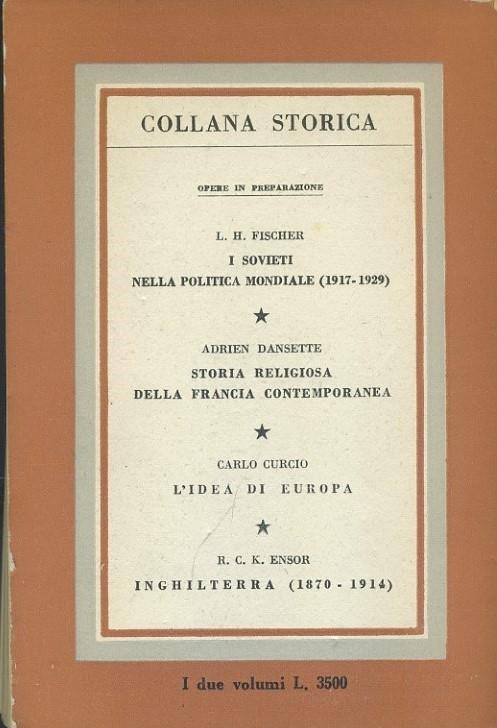 COLLANA STORICA
OPERE IN PREPARAZIONE
L. H. FISCHER
I SOVIETI
NELLA POLITICA MONDIALE (1917-1929)
★
ADRIEN DANSETTE
STORIA RELIGIOSA
DELLA FRANCIA CONTEMPORANEA
★
CARLO CURCIO
L'IDEA DI EUROPA
★
R. C. K. ENSOR
INGHILTERRA (1870 - 1914)
I due volumi L. 3500